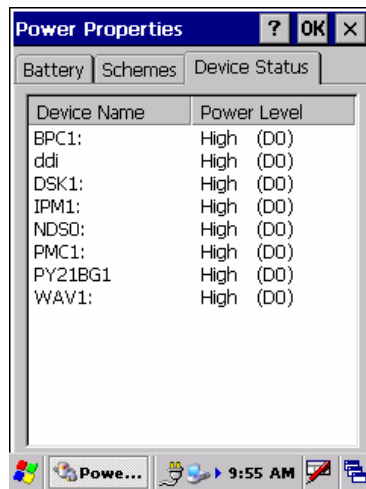 Power Properties ? OK ×
Battery Schemes Device Status
Device Name Power Level
BPC1: High (D0)
ddi High (D0)
DSK1: High (D0)
IPM1: High (D0)
NDS0: High (D0)
PMC1: High (D0)
PY21BG1 High (D0)
WAV1: High (D0)
Powe... 9:55 AM